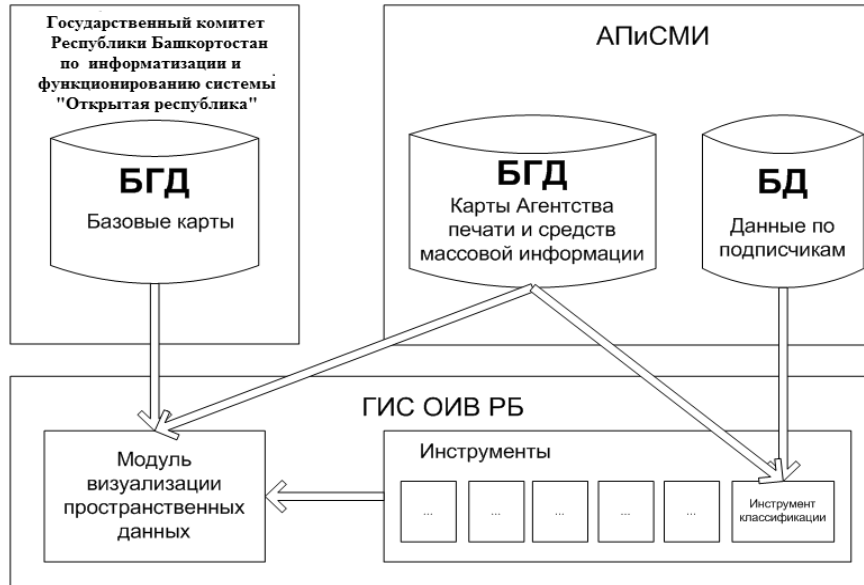 Государственный комитет
Республики Башкортостан
по информатизации и
функционированию системы
"Открытая республика"
БГД
Базовые карты
АПиСМИ
БГД
Карты Агентства
печати и средств
массовой информации
БД
Данные по
подписчикам
ГИС ОИВ РБ
Модуль
визуализации
пространственных
данных
Инструменты
...
...
...
...
...
Инструмент
классификации